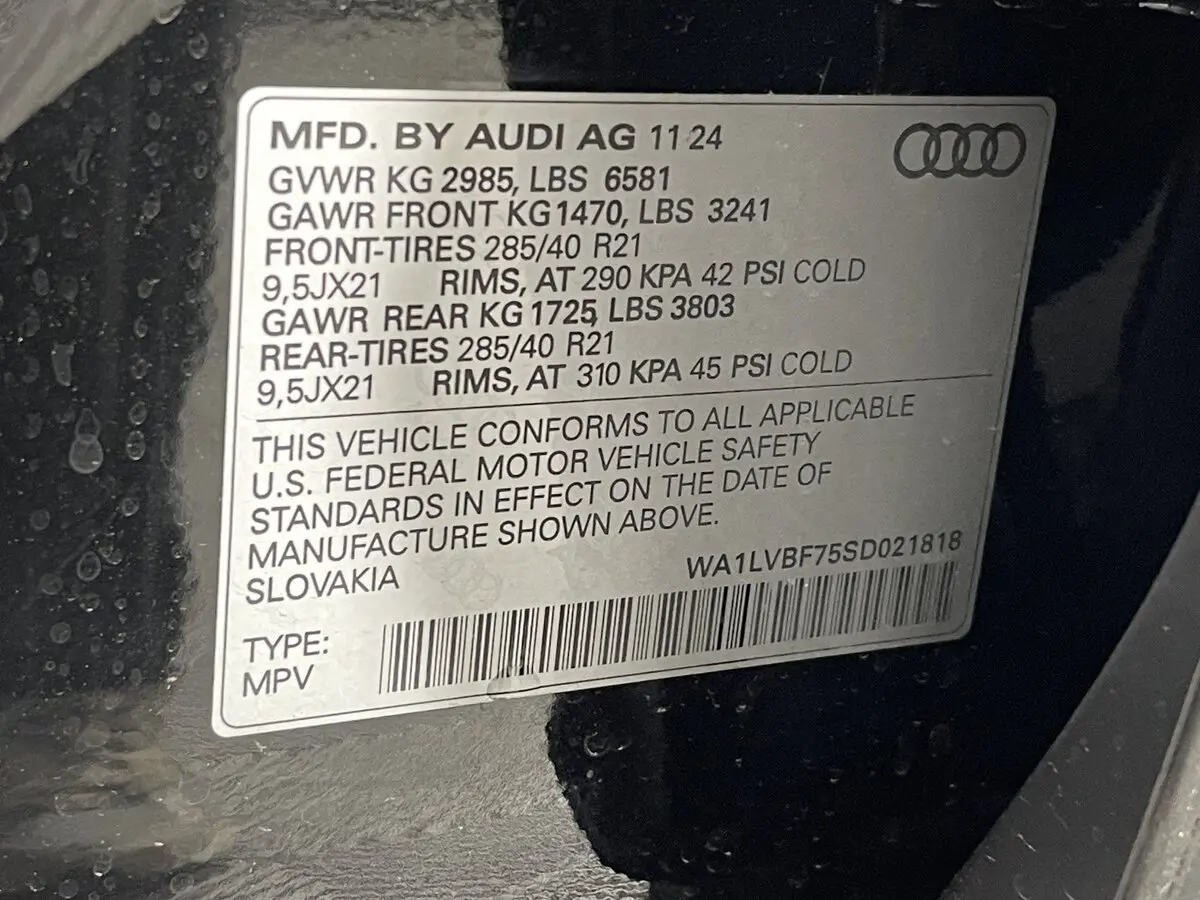 MFD. BY AUDI AG 11 24
GVWR KG 2985, LBS 6581
GAWR FRONT KG 1470, LBS 3241
FRONT-TIRES 285/40 R21
9,5JX21 RIMS, AT 290 KPA 42 PSI COLD
GAWR REAR KG 1725, LBS 3803
REAR-TIRES 285/40 R21
9,5JX21 RIMS, AT 310 KPA 45 PSI COLD
THIS VEHICLE CONFORMS TO ALL APPLICABLE
U.S. FEDERAL MOTOR VEHICLE SAFETY
STANDARDS IN EFFECT ON THE DATE OF
MANUFACTURE SHOWN ABOVE.
SLOVAKIA
WA1LVBF75SD021818
TYPE:
MPV